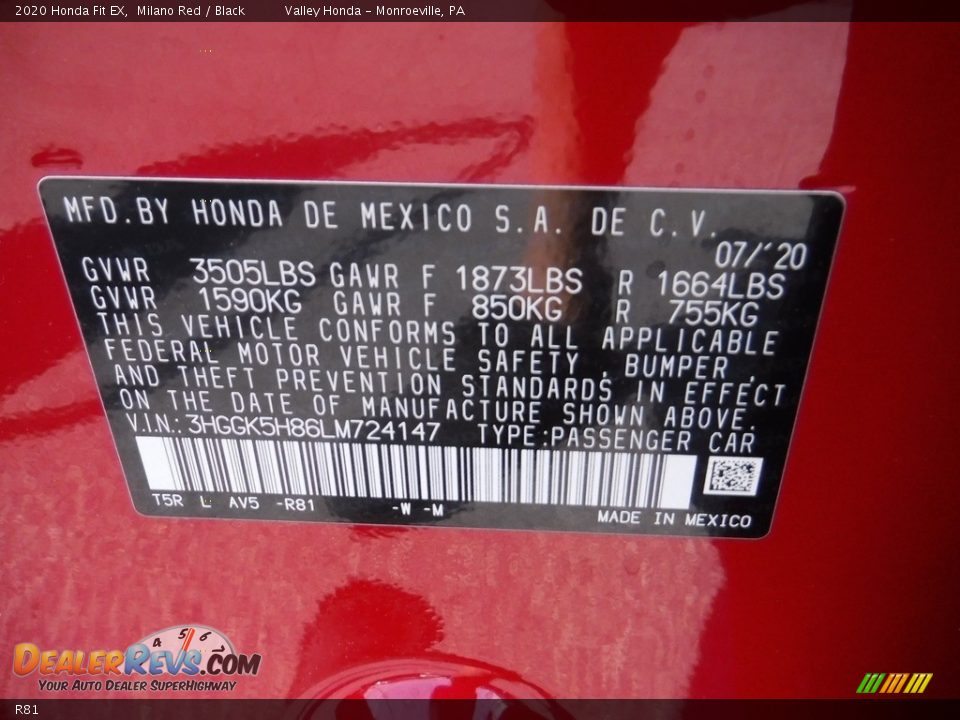 2020 Honda Fit EX, Milano Red / Black Valley Honda - Monroeville, PA
MFD.BY HONDA DE MEXICO S.A. DE C.V.
07/'20
GVWR 3505LBS GAWR F 1873LBS R 1664LBS
GVWR 1590KG GAWR F 850KG R 755KG
THIS VEHICLE CONFORMS TO ALL APPLICABLE
FEDERAL MOTOR VEHICLE SAFETY , BUMPER ,
AND THEFT PREVENTION STANDARDS IN EFFECT
ON THE DATE OF MANUFACTURE SHOWN ABOVE.
V.I.N.: 3HGGK5H86LM724147 TYPE:PASSENGER CAR
T5R L AV5 -R81 -W -M
MADE IN MEXICO
4 5 6
DEALERREVS.COM
YOUR AUTO DEALER SUPERHIGHWAY
R81